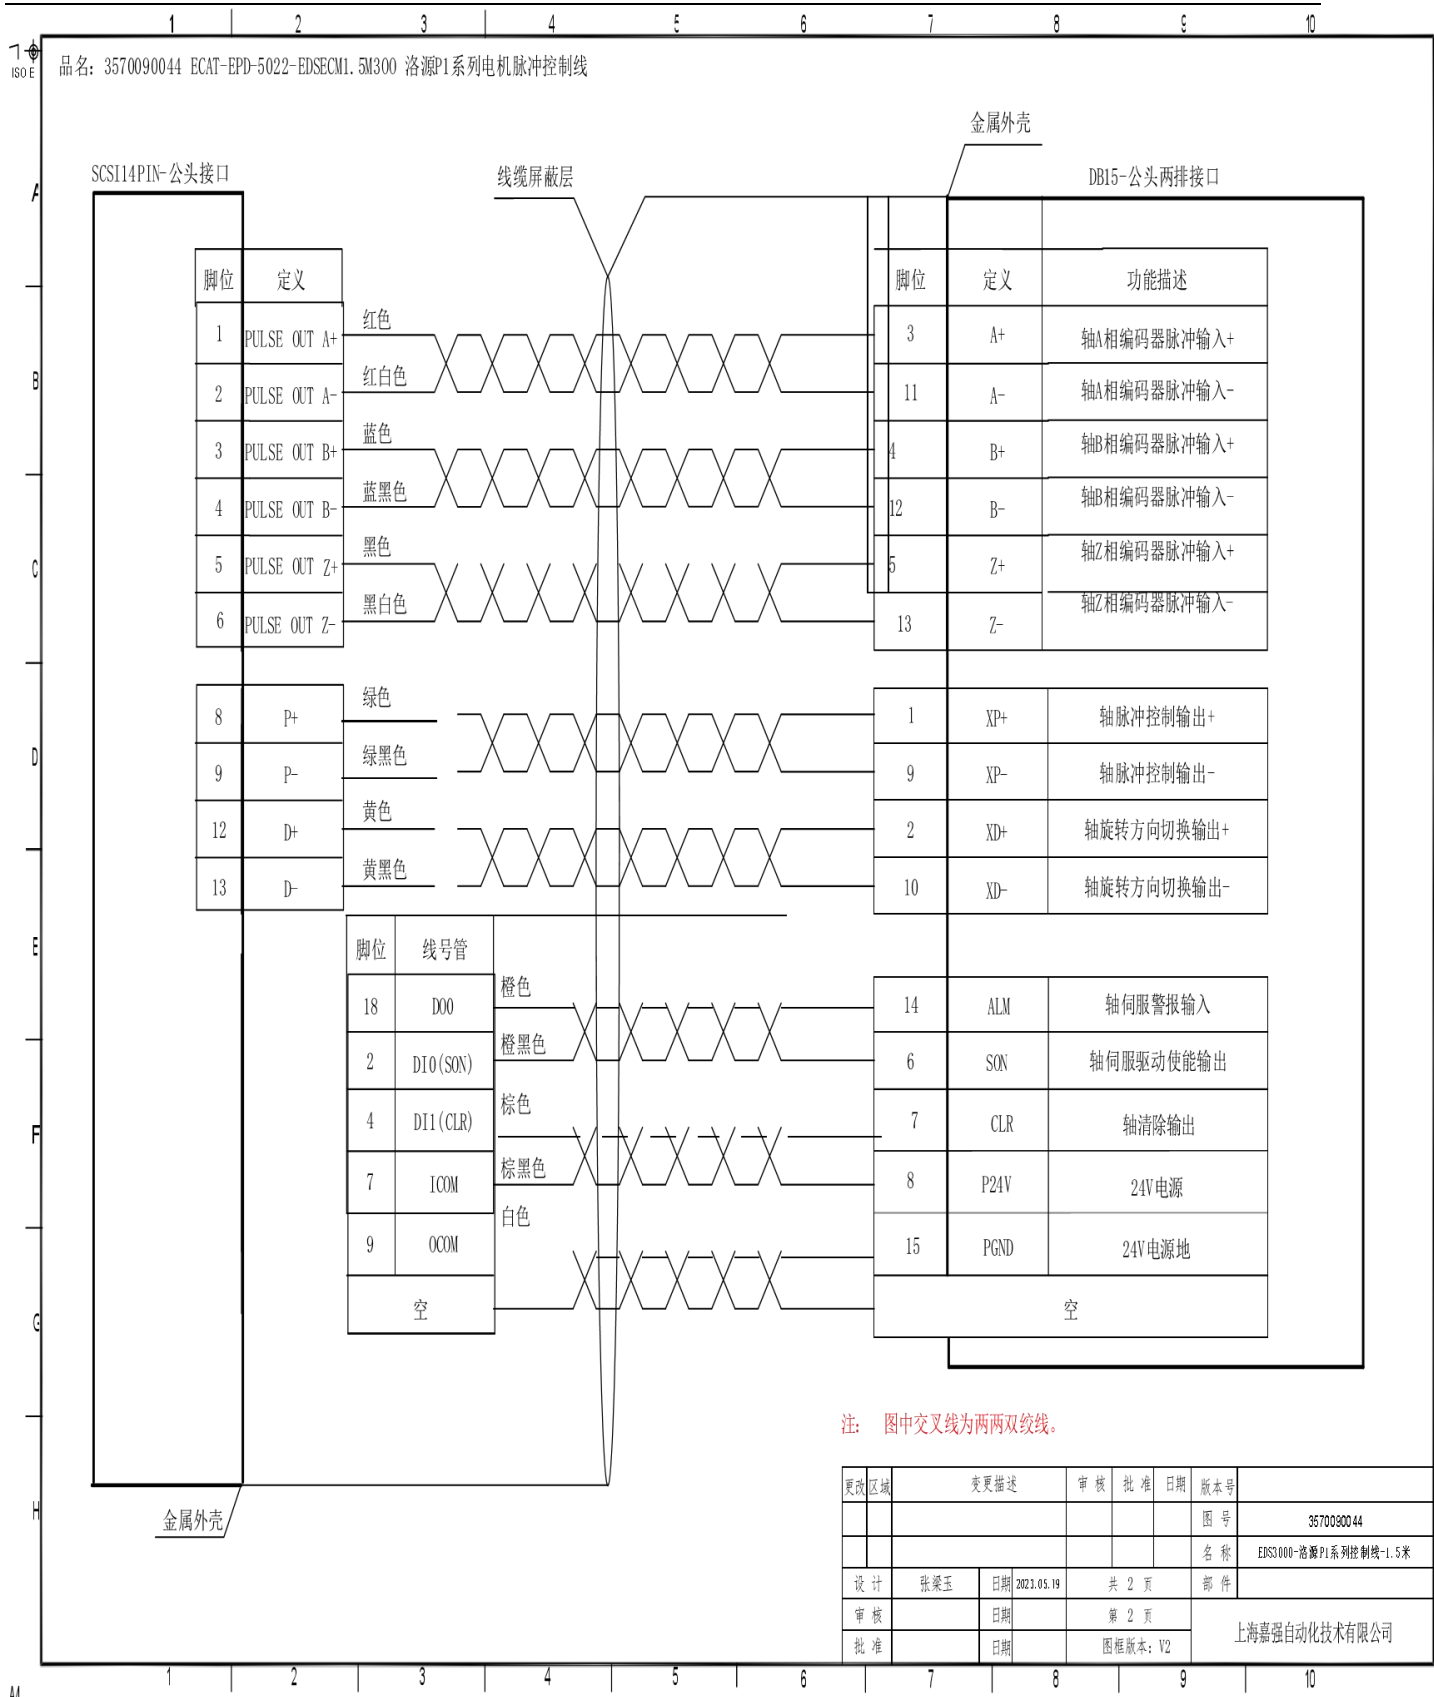 1 2 3 4 5 6 7 8 9 10
ISO E
品名: 3570090044 ECAT-EPD-5022-EDSECM1.5M300 洛源P1系列电机脉冲控制线
金属外壳
SCSI14PIN-公头接口
线缆屏蔽层
DB15-公头两排接口
A
脚位 定义
脚位 定义 功能描述
1 PULSE OUT A+ 红色 3 A+ 轴A相编码器脉冲输入+
B
2 PULSE OUT A- 红白色 11 A- 轴A相编码器脉冲输入-
3 PULSE OUT B+ 蓝色 4 B+ 轴B相编码器脉冲输入+
4 PULSE OUT B- 蓝黑色 12 B- 轴B相编码器脉冲输入-
C
5 PULSE OUT Z+ 黑色 5 Z+ 轴Z相编码器脉冲输入+
6 PULSE OUT Z- 黑白色 13 Z- 轴Z相编码器脉冲输入-
8 P+ 绿色 1 XP+ 轴脉冲控制输出+
D
9 P- 绿黑色 9 XP- 轴脉冲控制输出-
12 D+ 黄色 2 XD+ 轴旋转方向切换输出+
13 D- 黄黑色 10 XD- 轴旋转方向切换输出-
E
脚位 线号管
18 DO0 橙色 14 ALM 轴伺服警报输入
2 DI0(SON) 橙黑色 6 SON 轴伺服驱动使能输出
F
4 DI1(CLR) 棕色 7 CLR 轴清除输出
7 ICOM 棕黑色 8 P24V 24V电源
9 OCOM 白色 15 PGND 24V电源地
G
空 空
注: 图中交叉线为两两双绞线。
H
金属外壳
更改 区域 变更描述 审 核 批 准 日期 版本号
图 号 3570090044
名 称 EDS3000-洛源P1系列控制线-1.5米
设 计 张梁玉 日期 2023.05.19 共 2 页 部 件
审 核 日期 第 2 页
上海嘉强自动化技术有限公司
批 准 日期 图框版本: V2
1 2 3 4 5 6 7 8 9 10
A4